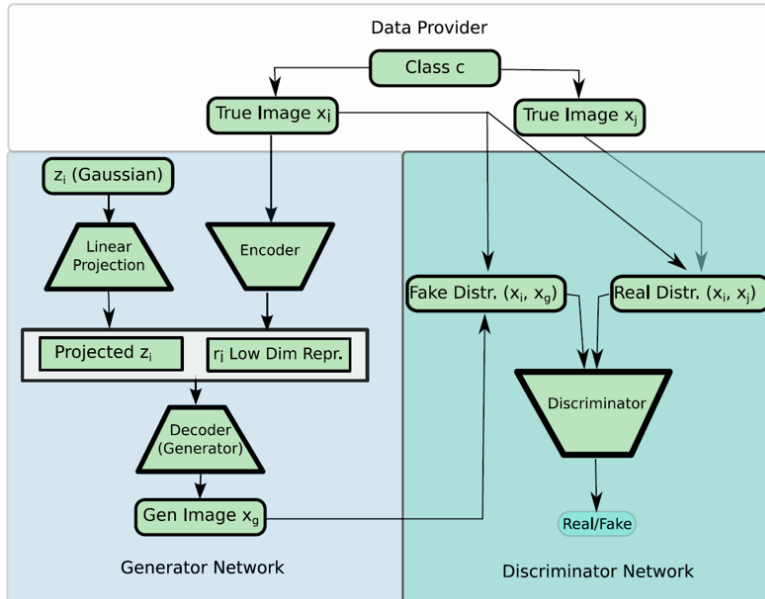 Data Provider
Class c
True Image xᵢ
True Image xⱼ
zᵢ (Gaussian)
Linear
Projection
Encoder
Fake Distr. (xᵢ, x_g)
Real Distr. (xᵢ, xⱼ)
Projected zᵢ
rᵢ Low Dim Repr.
Decoder
(Generator)
Discriminator
Gen Image x_g
Real/Fake
Generator Network
Discriminator Network